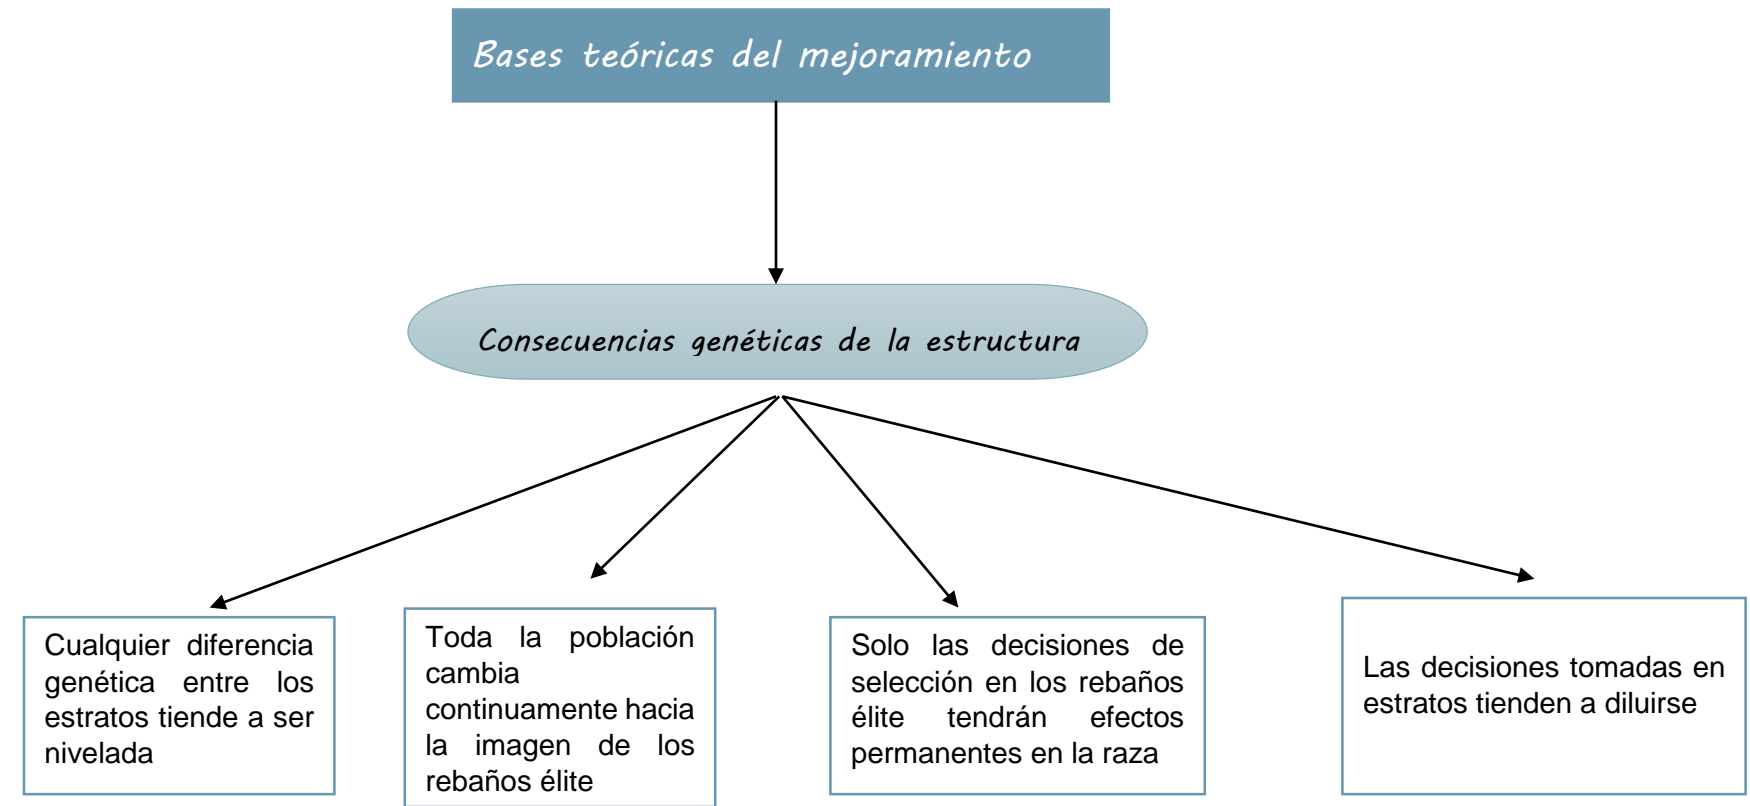 Bases teóricas del mejoramiento
Consecuencias genéticas de la estructura
Cualquier diferencia
genética entre los
estratos tiende a ser
nivelada
Toda la población
cambia
continuamente hacia
la imagen de los
rebaños élite
Solo las decisiones de
selección en los rebaños
élite tendrán efectos
permanentes en la raza
Las decisiones tomadas en
estratos tienden a diluirse